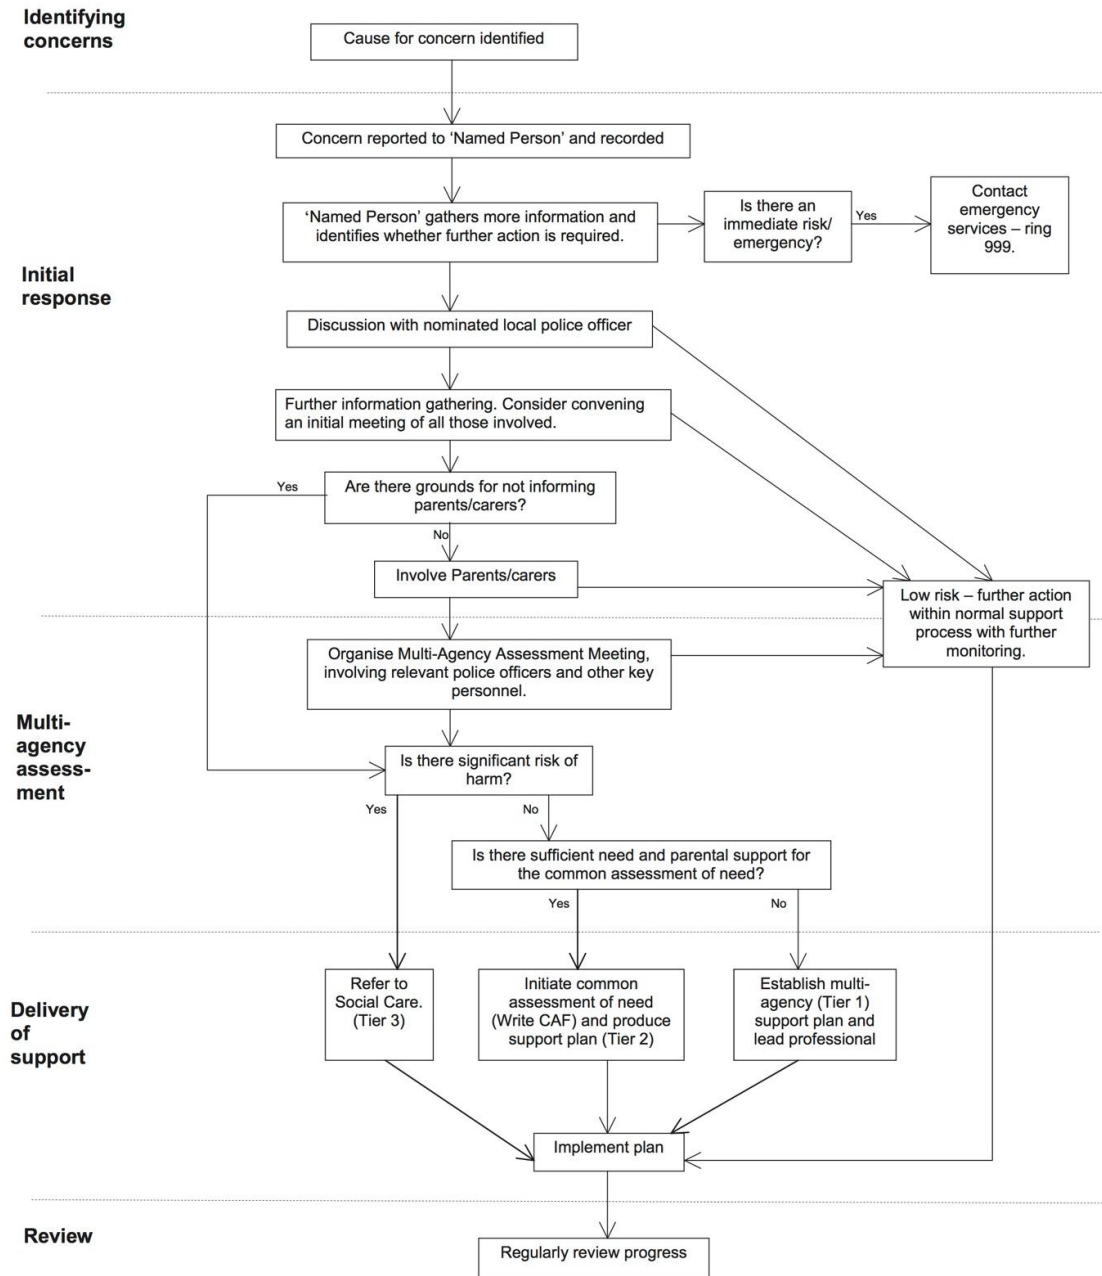 Identifying
concerns
Cause for concern identified
Concern reported to ‘Named Person’ and recorded
‘Named Person’ gathers more information and
identifies whether further action is required.
Is there an
immediate risk/
emergency?
Yes
Contact
emergency
services – ring
999.
Initial
response
Discussion with nominated local police officer
Further information gathering. Consider convening
an initial meeting of all those involved.
Yes
Are there grounds for not informing
parents/carers?
No
Involve Parents/carers
Low risk – further action
within normal support
process with further
monitoring.
Organise Multi-Agency Assessment Meeting,
involving relevant police officers and other key
personnel.
Multi-
agency
assess-
ment
Is there significant risk of
harm?
Yes
No
Is there sufficient need and parental support for
the common assessment of need?
Yes
No
Delivery
of
support
Refer to
Social Care.
(Tier 3)
Initiate common
assessment of need
(Write CAF) and produce
support plan (Tier 2)
Establish multi-
agency (Tier 1)
support plan and
lead professional
Implement plan
Review
Regularly review progress